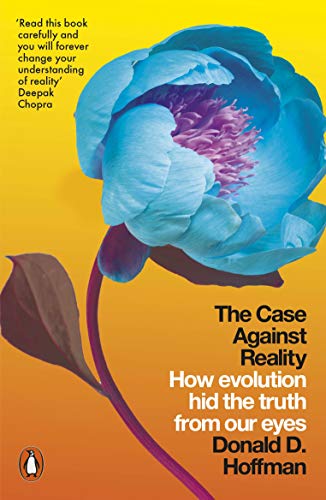 'Read this book
carefully and
you will forever
change your
understanding
of reality'
Deepak
Chopra
The Case
Against
Reality
How evolution
hid the truth
from our eyes
Donald D.
Hoffman